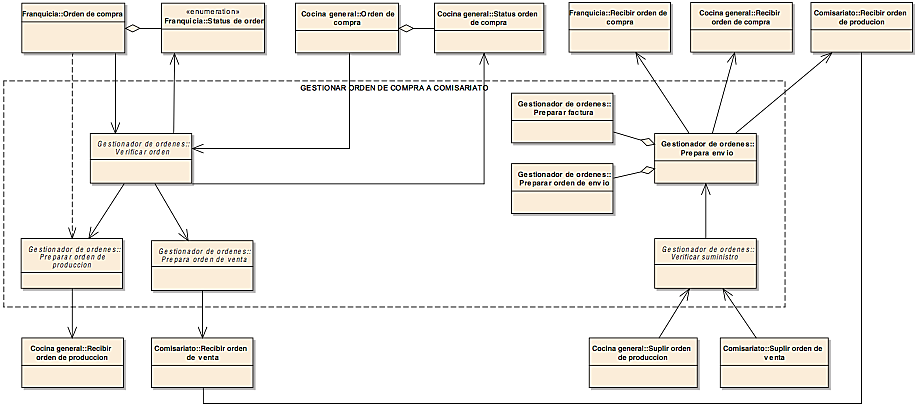 Franquicia::Orden de compra
«enumeration»
Franquicia::Status de orden
Cocina general::Orden de
compra
Cocina general::Status orden
de compra
Franquicia::Recibir orden de
compra
Cocina general::Recibir
orden de compra
Comisariato::Recibir orden
de producion
GESTIONAR ORDEN DE COMPRA A COMISARIATO
Gestionador de ordenes::
Preparar factura
Gestionador de ordenes::
Verificar orden
Gestionador de ordenes::
Prepara envio
Gestionador de ordenes::
Preparar orden de envio
Gestionador de ordenes::
Preparar orden de
produccion
Gestionador de ordenes::
Prepara orden de venta
Gestionador de ordenes::
Verificar suministro
Cocina general::Recibir
orden de produccion
Comisariato::Recibir orden
de venta
Cocina general::Suplir orden
de produccion
Comisariato::Suplir orden de
venta